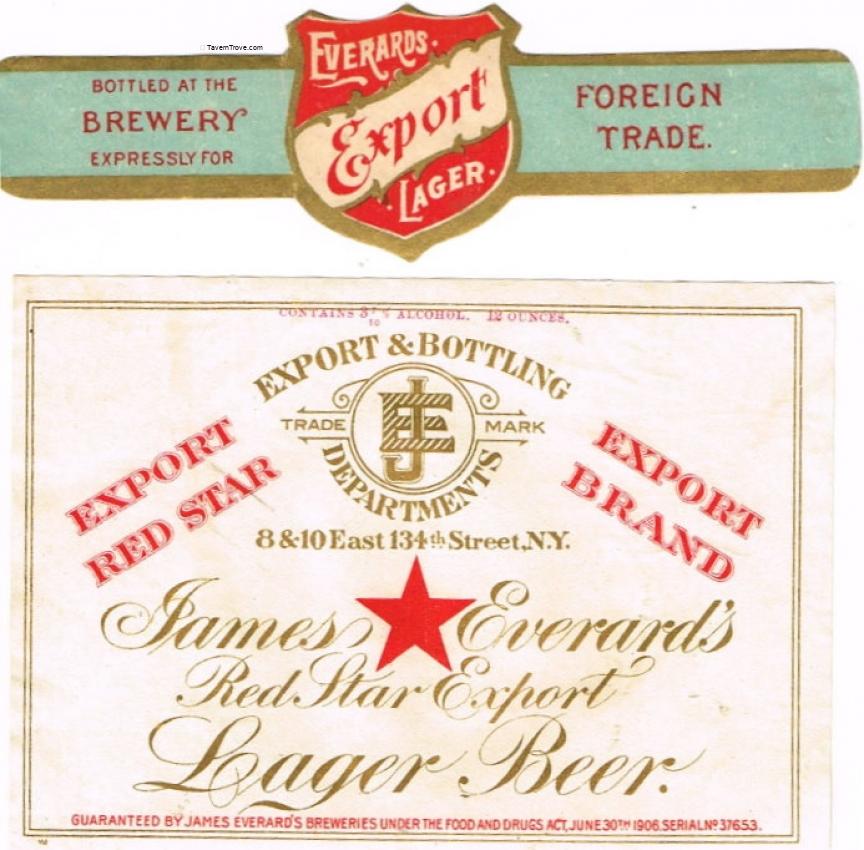 © TavernTrove.com
BOTTLED AT THE
BREWERY
EXPRESSLY FOR
EVERARDS.
Export
LAGER.
FOREIGN
TRADE.
CONTAINS 3 % ALCOHOL. 12 OUNCES.
EXPORT & BOTTLING
TRADE MARK
JE
DEPARTMENTS
8 & 10 East 134th Street, N.Y.
EXPORT
RED STAR
EXPORT
BRAND
James Everard's
Red Star Export
Lager Beer.
GUARANTEED BY JAMES EVERARD'S BREWERIES UNDER THE FOOD AND DRUGS ACT, JUNE 30TH 1906. SERIAL No 37653.